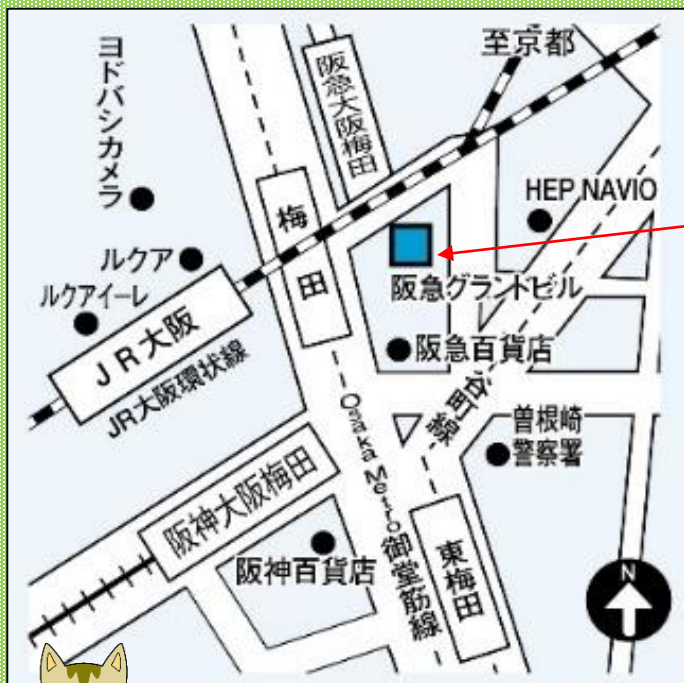 ヨドバシカメラ
阪急大阪梅田
至京都
梅田
HEP NAVIO
ルクア
ルクアイーレ
阪急グランドビル
JR大阪
JR大阪環状線
阪急百貨店
谷町線
曽根崎
警察署
Osaka Metro御堂筋線
阪神大阪梅田
阪神百貨店
東梅田
N